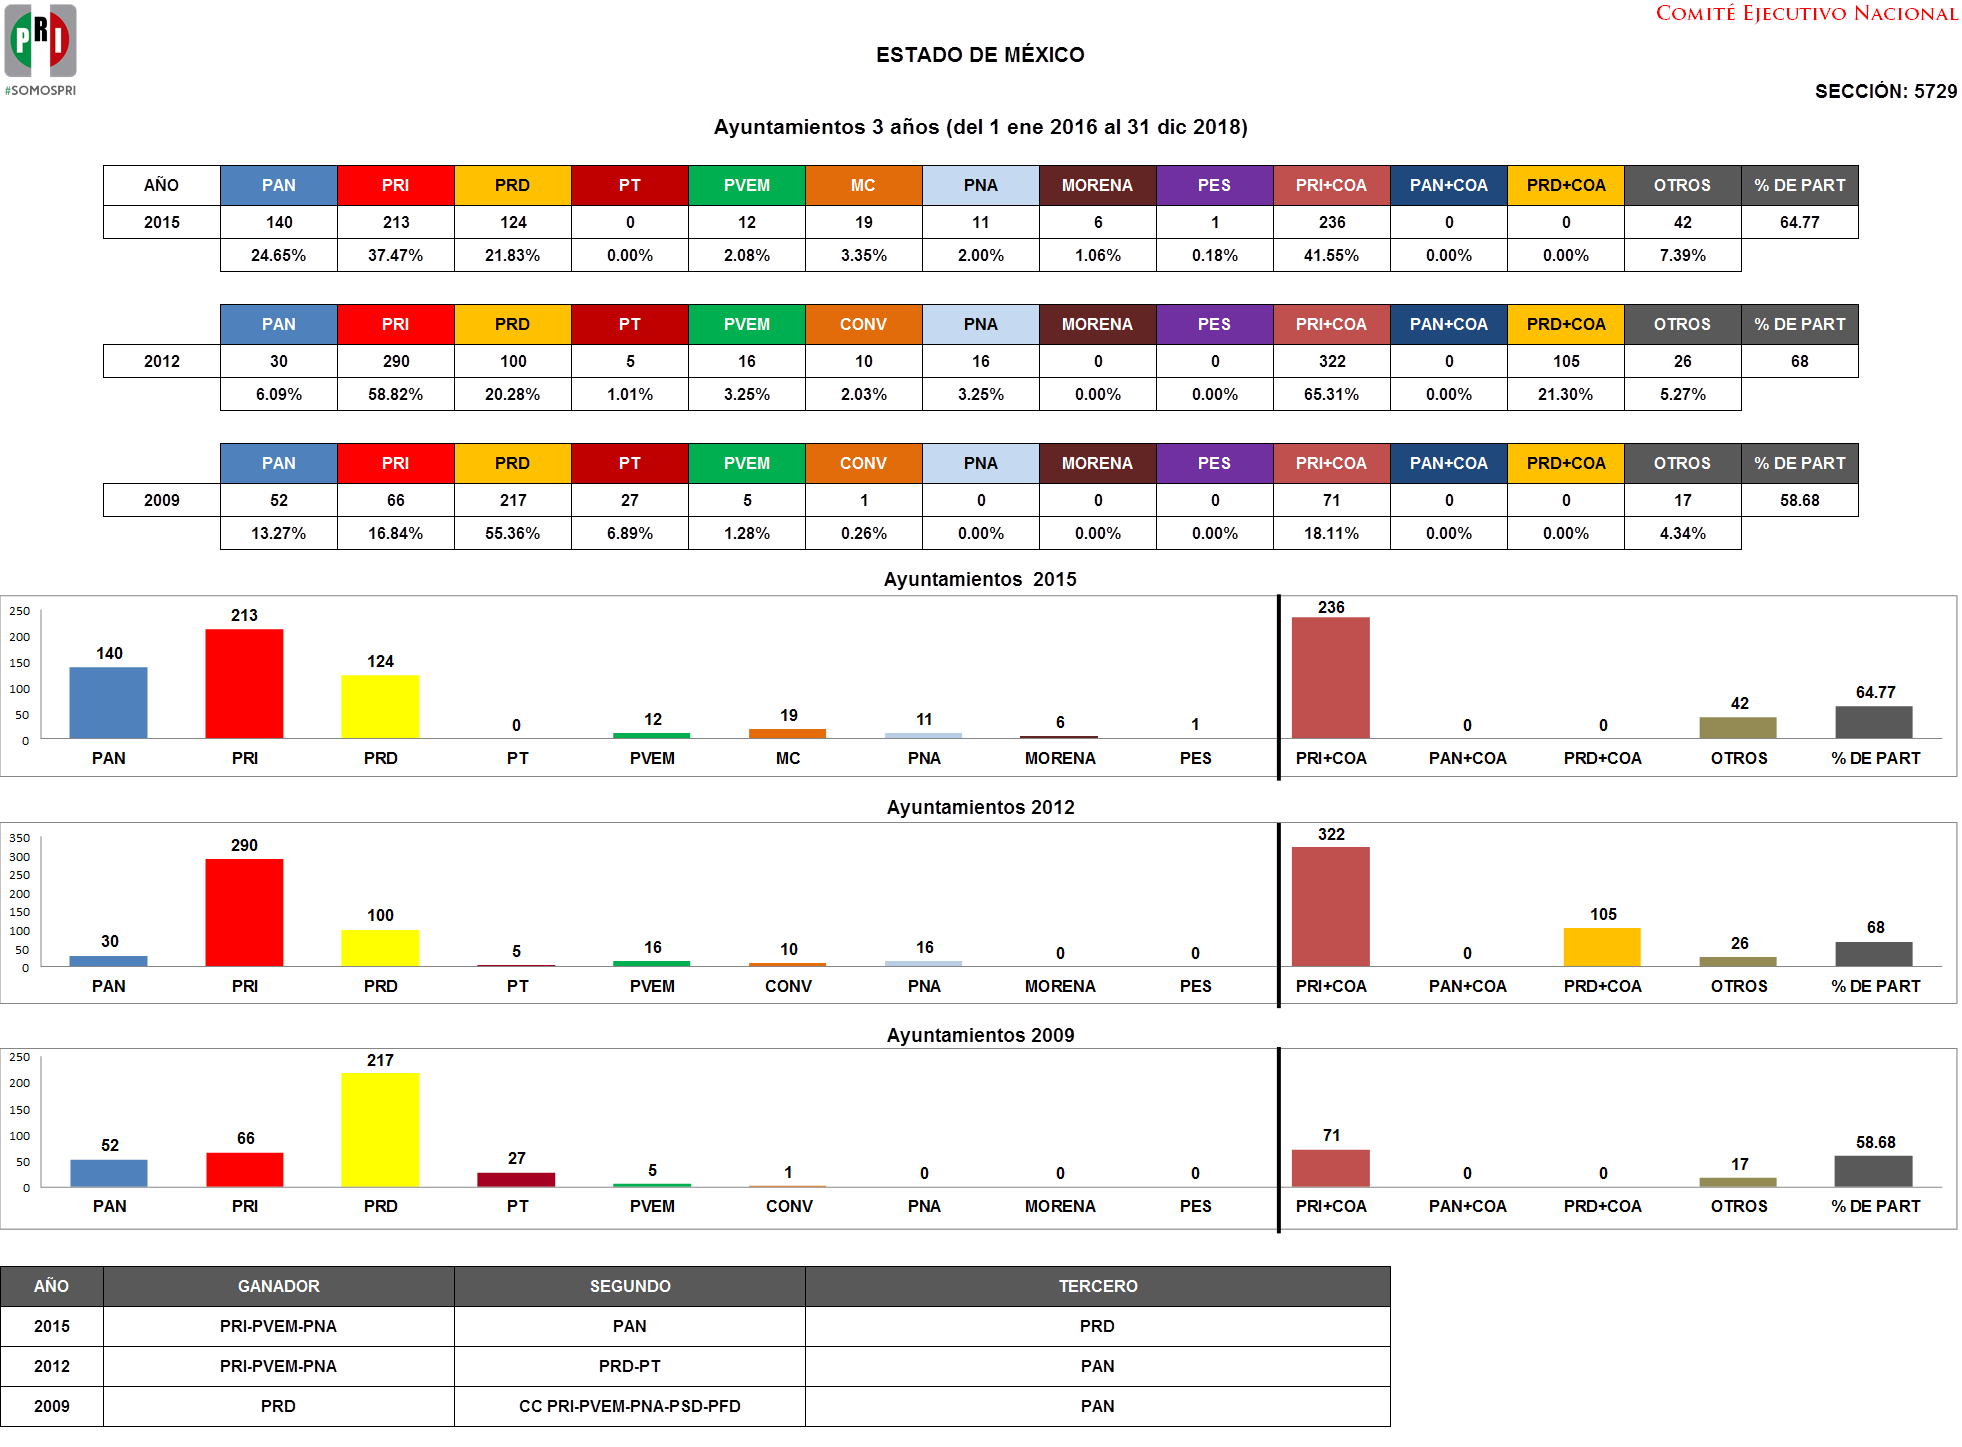 PRI
#SOMOSPRI
COMITÉ EJECUTIVO NACIONAL
ESTADO DE MÉXICO
SECCIÓN: 5729
Ayuntamientos 3 años (del 1 ene 2016 al 31 dic 2018)
AÑO PAN PRI PRD PT PVEM MC PNA MORENA PES PRI+COA PAN+COA PRD+COA OTROS % DE PART
2015 140 213 124 0 12 19 11 6 1 236 0 0 42 64.77
24.65% 37.47% 21.83% 0.00% 2.08% 3.35% 2.00% 1.06% 0.18% 41.55% 0.00% 0.00% 7.39%
PAN PRI PRD PT PVEM CONV PNA MORENA PES PRI+COA PAN+COA PRD+COA OTROS % DE PART
2012 30 290 100 5 16 10 16 0 0 322 0 105 26 68
6.09% 58.82% 20.28% 1.01% 3.25% 2.03% 3.25% 0.00% 0.00% 65.31% 0.00% 21.30% 5.27%
PAN PRI PRD PT PVEM CONV PNA MORENA PES PRI+COA PAN+COA PRD+COA OTROS % DE PART
2009 52 66 217 27 5 1 0 0 0 71 0 0 17 58.68
13.27% 16.84% 55.36% 6.89% 1.28% 0.26% 0.00% 0.00% 0.00% 18.11% 0.00% 0.00% 4.34%
Ayuntamientos 2015
250
200
150
100
50
0
140 213 124 0 12 19 11 6 1 236 0 0 42 64.77
PAN PRI PRD PT PVEM MC PNA MORENA PES PRI+COA PAN+COA PRD+COA OTROS % DE PART
Ayuntamientos 2012
350
300
250
200
150
100
50
0
30 290 100 5 16 10 16 0 0 322 0 105 26 68
PAN PRI PRD PT PVEM CONV PNA MORENA PES PRI+COA PAN+COA PRD+COA OTROS % DE PART
Ayuntamientos 2009
250
200
150
100
50
0
52 66 217 27 5 1 0 0 0 71 0 0 17 58.68
PAN PRI PRD PT PVEM CONV PNA MORENA PES PRI+COA PAN+COA PRD+COA OTROS % DE PART
AÑO GANADOR SEGUNDO TERCERO
2015 PRI-PVEM-PNA PAN PRD
2012 PRI-PVEM-PNA PRD-PT PAN
2009 PRD CC PRI-PVEM-PNA-PSD-PFD PAN